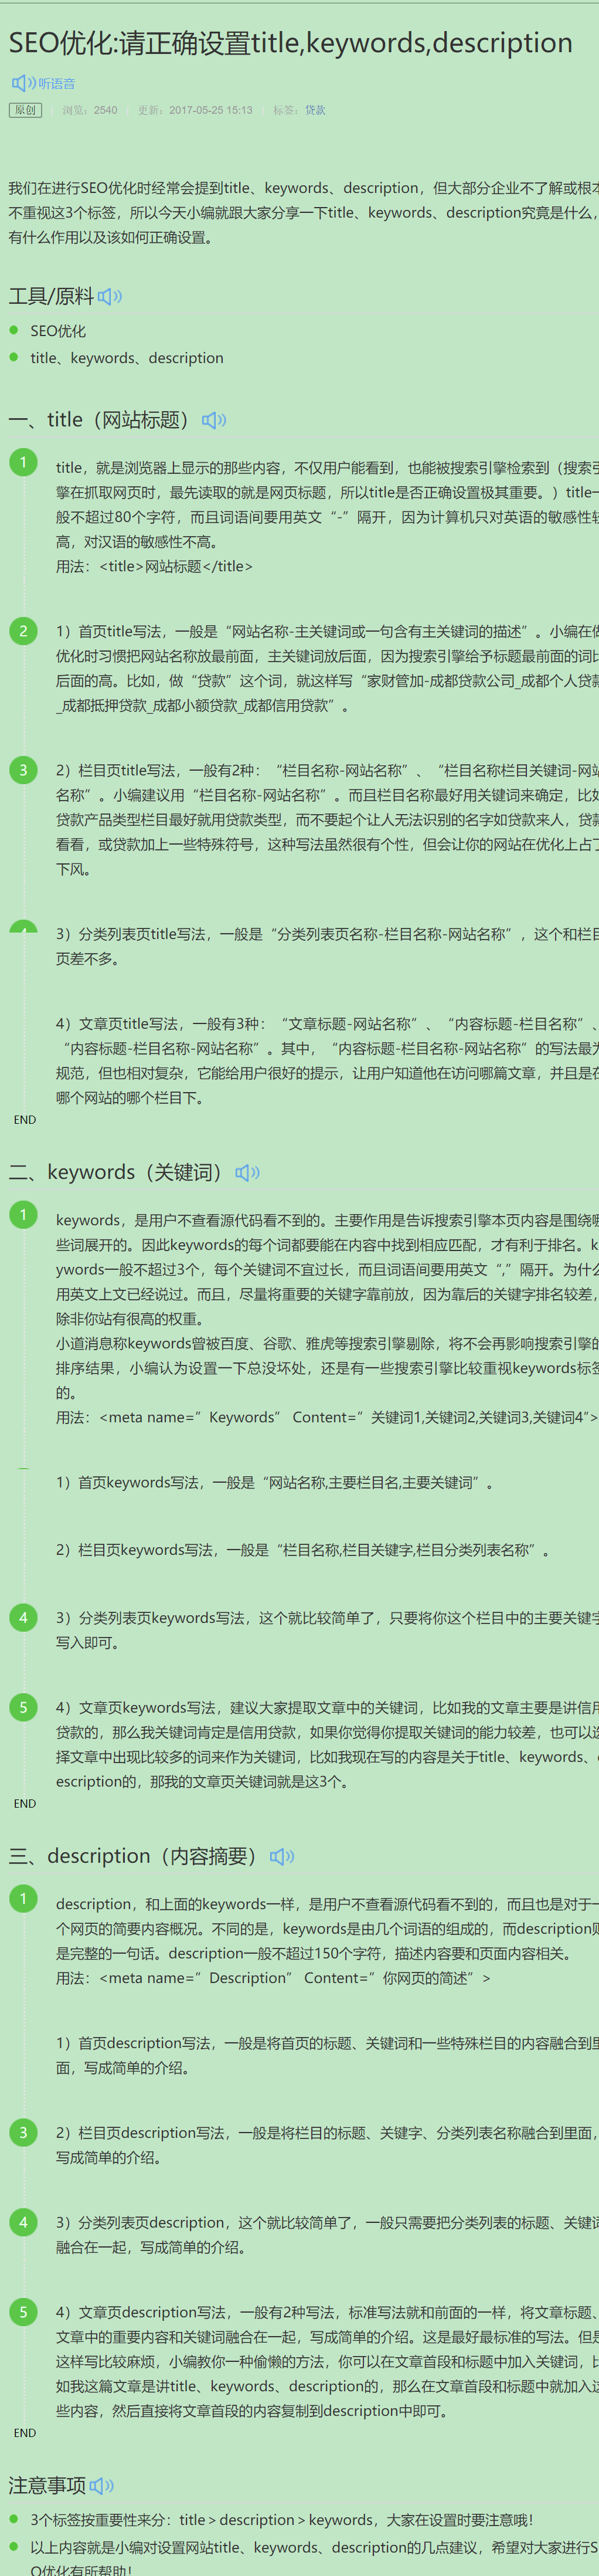 SEO优化:请正确设置title,keywords,description
听语音
原创 浏览：2540 更新：2017-05-25 15:13 标签：贷款
我们在进行SEO优化时经常会提到title、keywords、description，但大部分企业不了解或根本
不重视这3个标签，所以今天小编就跟大家分享一下title、keywords、description究竟是什么，
有什么作用以及该如何正确设置。
工具/原料
SEO优化
title、keywords、description
一、title（网站标题）
1
title，就是浏览器上显示的那些内容，不仅用户能看到，也能被搜索引擎检索到（搜索引
擎在抓取网页时，最先读取的就是网页标题，所以title是否正确设置极其重要。）title一
般不超过80个字符，而且词语间要用英文“-”隔开，因为计算机只对英语的敏感性较
高，对汉语的敏感性不高。
用法：<title>网站标题</title>
2
1）首页title写法，一般是“网站名称-主关键词或一句含有主关键词的描述”。小编在做
优化时习惯把网站名称放最前面，主关键词放后面，因为搜索引擎给予标题最前面的词比
后面的高。比如，做“贷款”这个词，就这样写“家财管加-成都贷款公司_成都个人贷款
_成都抵押贷款_成都小额贷款_成都信用贷款”。
3
2）栏目页title写法，一般有2种：“栏目名称-网站名称”、“栏目名称栏目关键词-网站
名称”。小编建议用“栏目名称-网站名称”。而且栏目名称最好用关键词来确定，比如
贷款产品类型栏目最好就用贷款类型，而不要起个让人无法识别的名字如贷款来人，贷款
看看，或贷款加上一些特殊符号，这种写法虽然很有个性，但会让你的网站在优化上占了
下风。
3）分类列表页title写法，一般是“分类列表页名称-栏目名称-网站名称”，这个和栏目
页差不多。
4）文章页title写法，一般有3种：“文章标题-网站名称”、“内容标题-栏目名称”、
“内容标题-栏目名称-网站名称”。其中，“内容标题-栏目名称-网站名称”的写法最为
规范，但也相对复杂，它能给用户很好的提示，让用户知道他在访问哪篇文章，并且是在
哪个网站的哪个栏目下。
END
二、keywords（关键词）
1
keywords，是用户不查看源代码看不到的。主要作用是告诉搜索引擎本页内容是围绕哪
些词展开的。因此keywords的每个词都要能在内容中找到相应匹配，才有利于排名。ke
ywords一般不超过3个，每个关键词不宜过长，而且词语间要用英文“,”隔开。为什么
用英文上文已经说过。而且，尽量将重要的关键字靠前放，因为靠后的关键字排名较差，
除非你站有很高的权重。
小道消息称keywords曾被百度、谷歌、雅虎等搜索引擎剔除，将不会再影响搜索引擎的
排序结果，小编认为设置一下总没坏处，还是有一些搜索引擎比较重视keywords标签
的。
用法：<meta name=”Keywords” Content=”关键词1,关键词2,关键词3,关键词4″>
1）首页keywords写法，一般是“网站名称,主要栏目名,主要关键词”。
2）栏目页keywords写法，一般是“栏目名称,栏目关键字,栏目分类列表名称”。
4
3）分类列表页keywords写法，这个就比较简单了，只要将你这个栏目中的主要关键字
写入即可。
5
4）文章页keywords写法，建议大家提取文章中的关键词，比如我的文章主要是讲信用
贷款的，那么我关键词肯定是信用贷款，如果你觉得你提取关键词的能力较差，也可以选
择文章中出现比较多的词来作为关键词，比如我现在写的内容是关于title、keywords、d
escription的，那我的文章页关键词就是这3个。
END
三、description（内容摘要）
1
description，和上面的keywords一样，是用户不查看源代码看不到的，而且也是对于一
个网页的简要内容概况。不同的是，keywords是由几个词语的组成的，而description则
是完整的一句话。description一般不超过150个字符，描述内容要和页面内容相关。
用法：<meta name=”Description” Content=”你网页的简述”>
1）首页description写法，一般是将首页的标题、关键词和一些特殊栏目的内容融合到里
面，写成简单的介绍。
3
2）栏目页description写法，一般是将栏目的标题、关键字、分类列表名称融合到里面，
写成简单的介绍。
4
3）分类列表页description，这个就比较简单了，一般只需要把分类列表的标题、关键词
融合在一起，写成简单的介绍。
5
4）文章页description写法，一般有2种写法，标准写法就和前面的一样，将文章标题、
文章中的重要内容和关键词融合在一起，写成简单的介绍。这是最好最标准的写法。但是
这样写比较麻烦，小编教你一种偷懒的方法，你可以在文章首段和标题中加入关键词，比
如我这篇文章是讲title、keywords、description的，那么在文章首段和标题中就加入这
些内容，然后直接将文章首段的内容复制到description中即可。
END
注意事项
3个标签按重要性来分：title＞description＞keywords，大家在设置时要注意哦！
以上内容就是小编对设置网站title、keywords、description的几点建议，希望对大家进行S
O优化有所帮助！